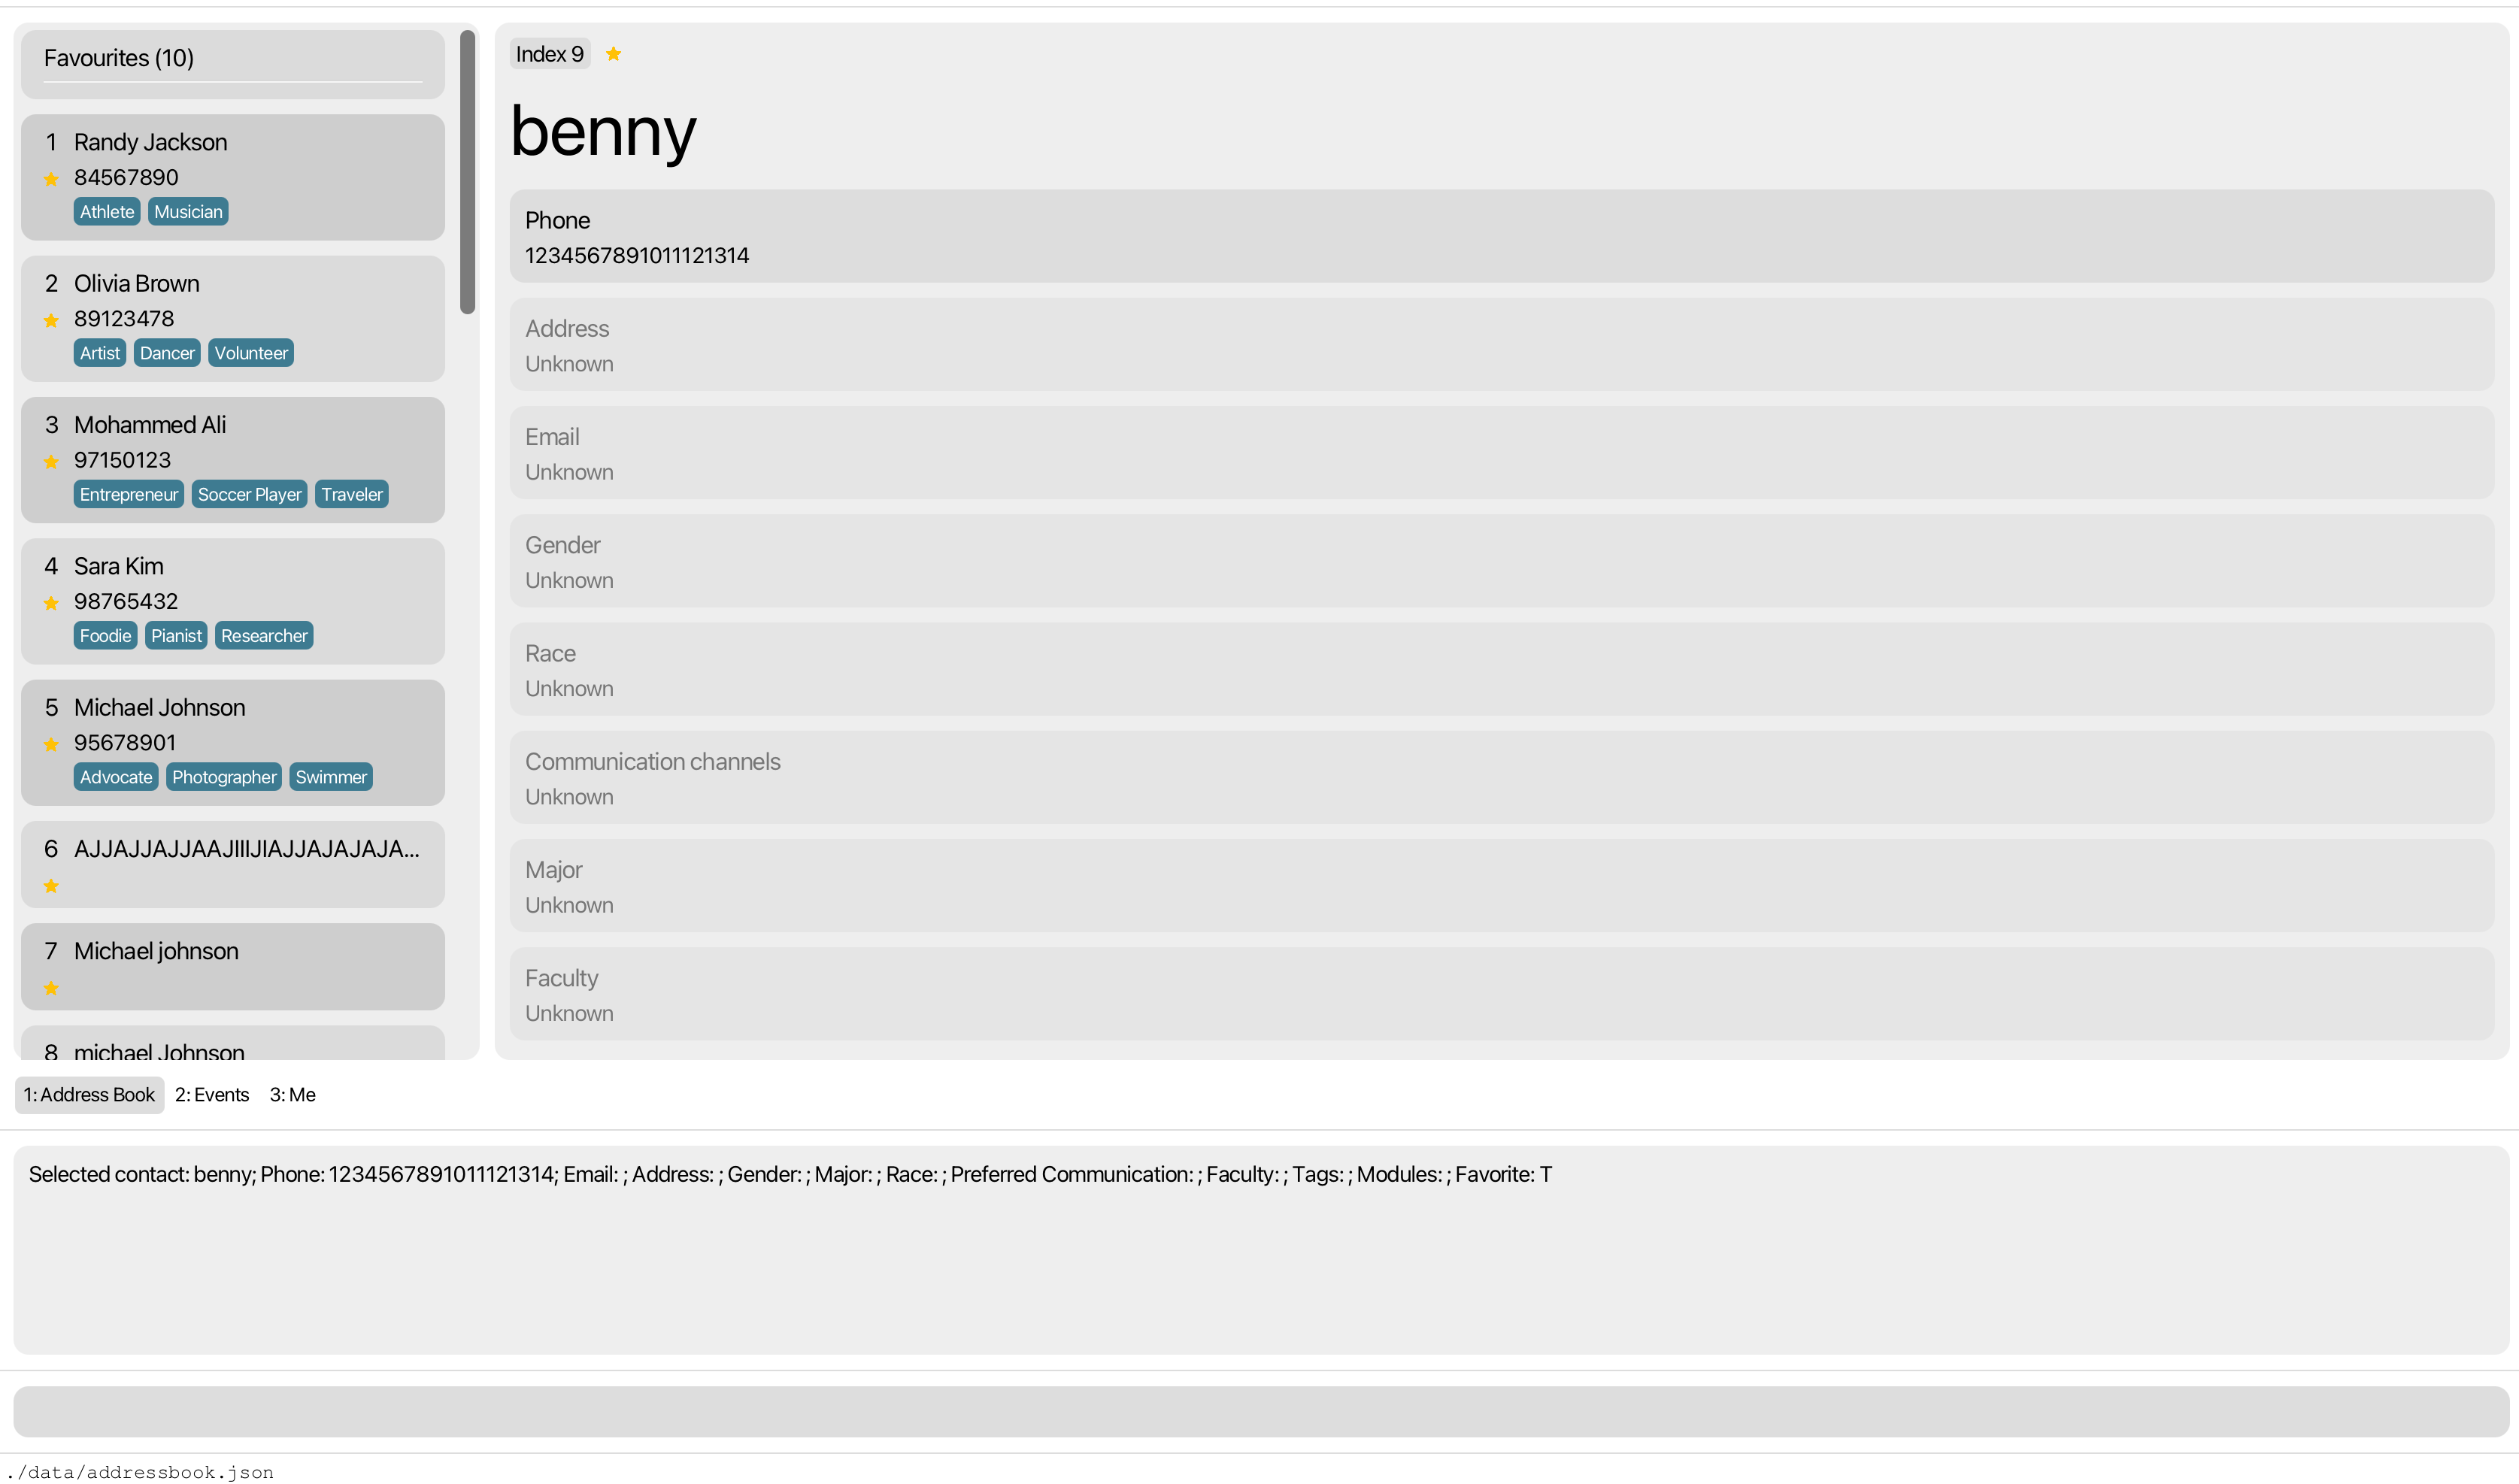 Favourites (10)
1 Randy Jackson
84567890
Athlete Musician
2 Olivia Brown
89123478
Artist Dancer Volunteer
3 Mohammed Ali
97150123
Entrepreneur Soccer Player Traveler
4 Sara Kim
98765432
Foodie Pianist Researcher
5 Michael Johnson
95678901
Advocate Photographer Swimmer
6 AJJAJJAJJAAJIIIJIAJJAJAJAJA...
7 Michael johnson
8 michael Johnson
Index 9
benny
Phone
1234567891011121314
Address
Unknown
Email
Unknown
Gender
Unknown
Race
Unknown
Communication channels
Unknown
Major
Unknown
Faculty
Unknown
1: Address Book 2: Events 3: Me
Selected contact: benny; Phone: 1234567891011121314; Email: ; Address: ; Gender: ; Major: ; Race: ; Preferred Communication: ; Faculty: ; Tags: ; Modules: ; Favorite: T
./data/addressbook.json